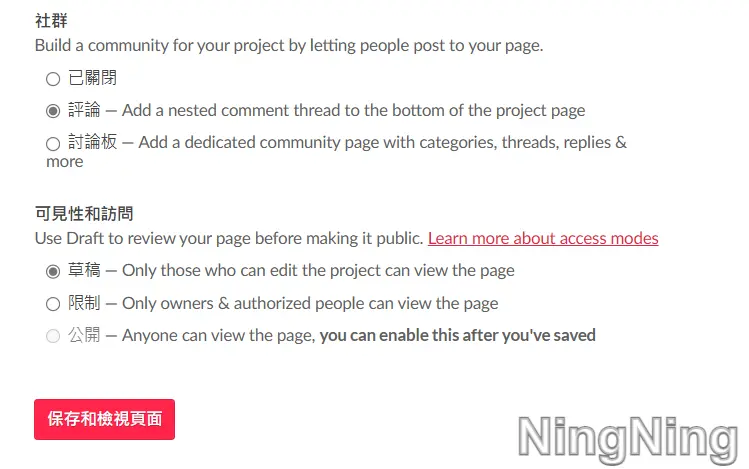 社群
Build a community for your project by letting people post to your page.
已關閉
評論 — Add a nested comment thread to the bottom of the project page
討論板 — Add a dedicated community page with categories, threads, replies &
more
可見性和訪問
Use Draft to review your page before making it public. Learn more about access modes
草稿 — Only those who can edit the project can view the page
限制 — Only owners & authorized people can view the page
公開 — Anyone can view the page, you can enable this after you've saved
保存和檢視頁面
NingNing